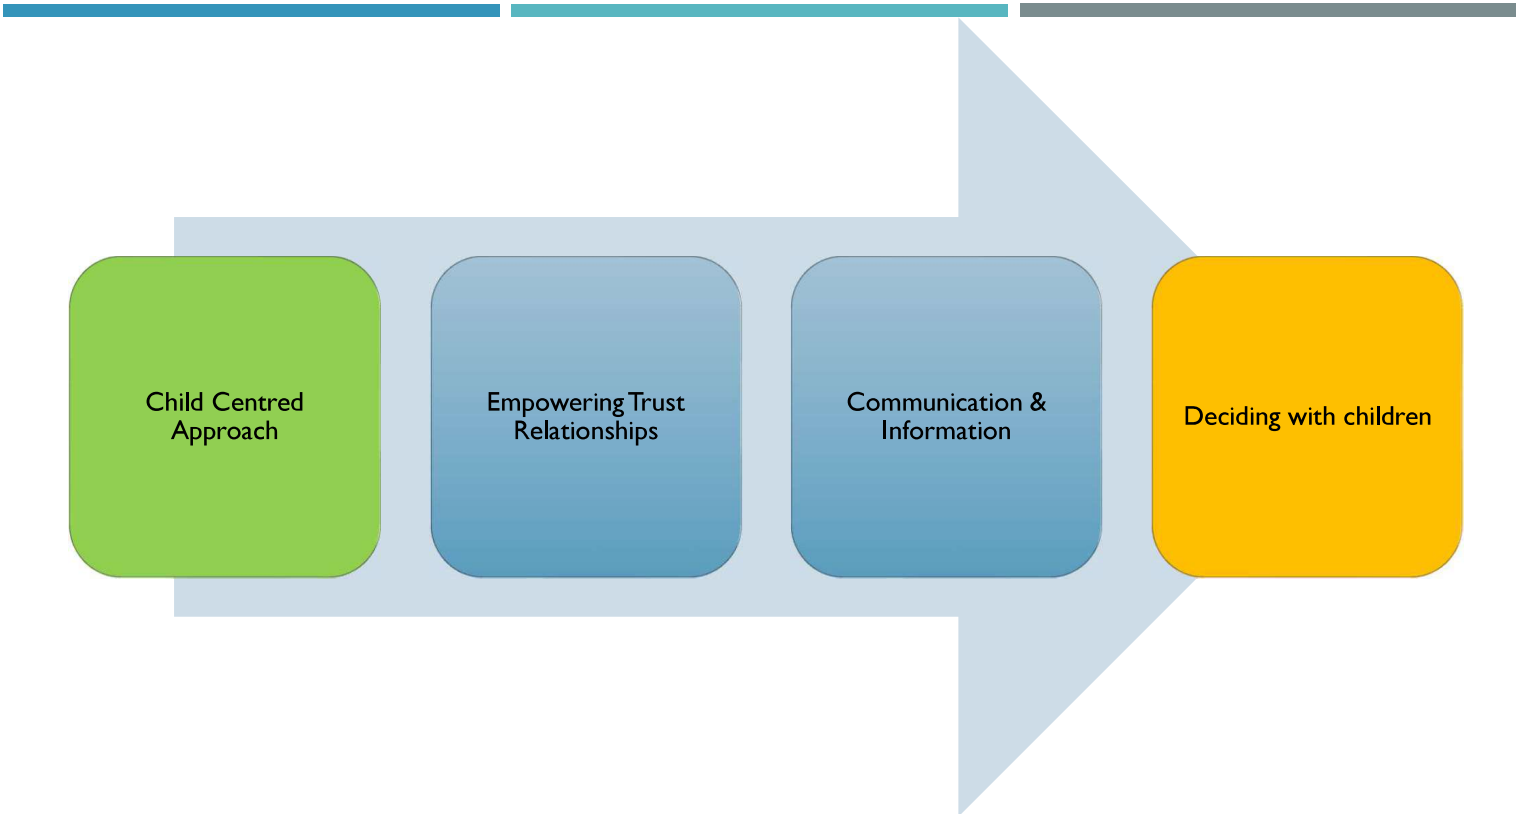 Child Centred
Approach
Empowering Trust
Relationships
Communication &
Information
Deciding with children